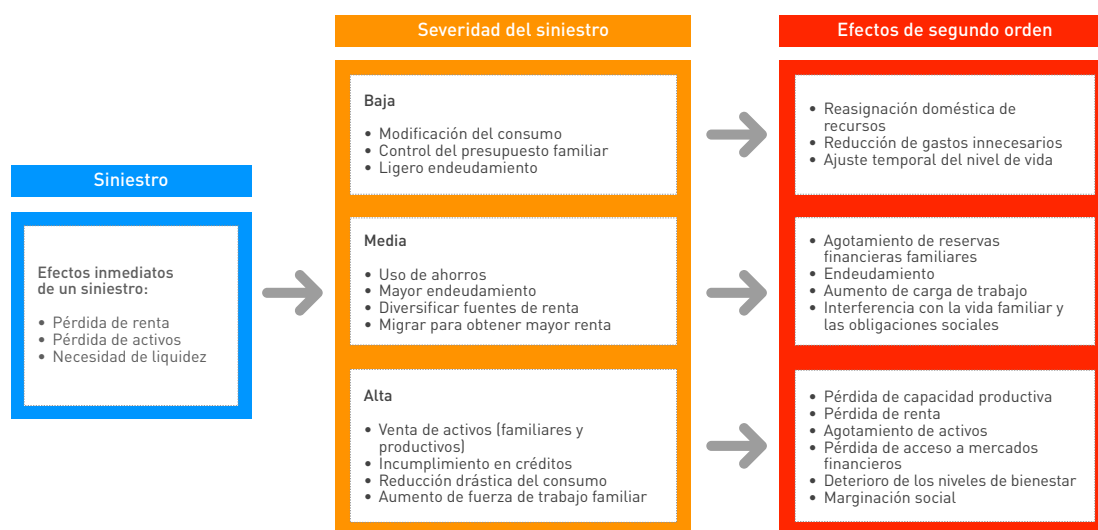 Siniestro
Efectos inmediatos
de un siniestro:
• Pérdida de renta
• Pérdida de activos
• Necesidad de liquidez
Severidad del siniestro
Baja
• Modificación del consumo
• Control del presupuesto familiar
• Ligero endeudamiento
Media
• Uso de ahorros
• Mayor endeudamiento
• Diversificar fuentes de renta
• Migrar para obtener mayor renta
Alta
• Venta de activos (familiares y
productivos)
• Incumplimiento en créditos
• Reducción drástica del consumo
• Aumento de fuerza de trabajo familiar
Efectos de segundo orden
• Reasignación doméstica de
recursos
• Reducción de gastos innecesarios
• Ajuste temporal del nivel de vida
• Agotamiento de reservas
financieras familiares
• Endeudamiento
• Aumento de carga de trabajo
• Interferencia con la vida familiar y
las obligaciones sociales
• Pérdida de capacidad productiva
• Pérdida de renta
• Agotamiento de activos
• Pérdida de acceso a mercados
financieros
• Deterioro de los niveles de bienestar
• Marginación social